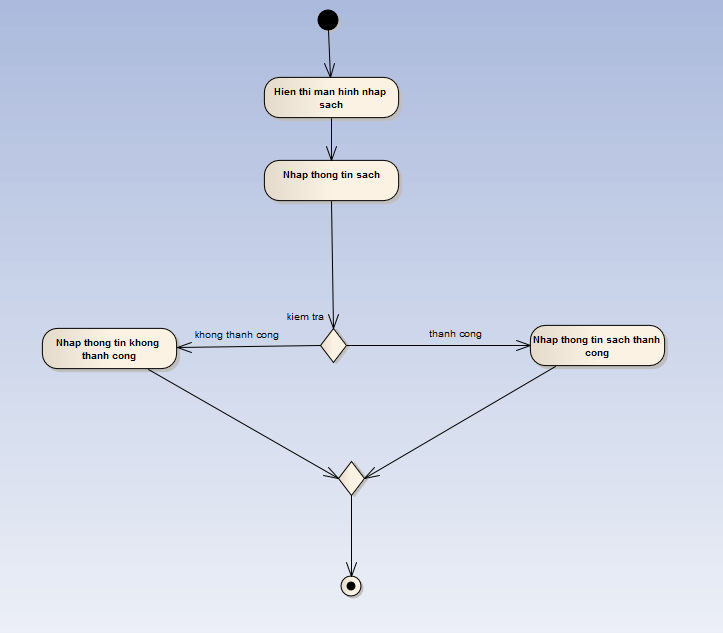 Hien thi man hinh nhap
sach
Nhap thong tin sach
kiem tra
khong thanh cong
thanh cong
Nhap thong tin khong
thanh cong
Nhap thong tin sach thanh
cong